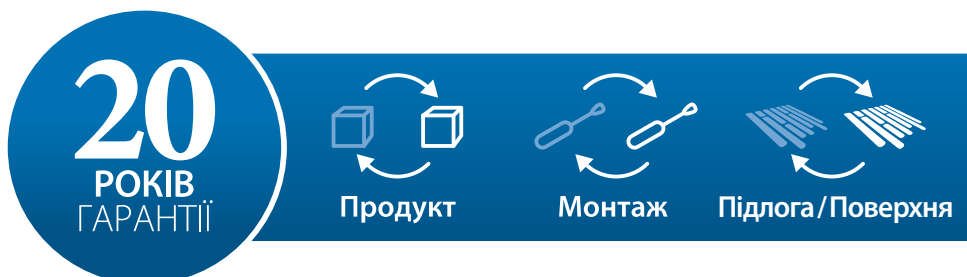 20
РОКІВ
ГАРАНТІЇ
Продукт
Монтаж
Підлога/Поверхня